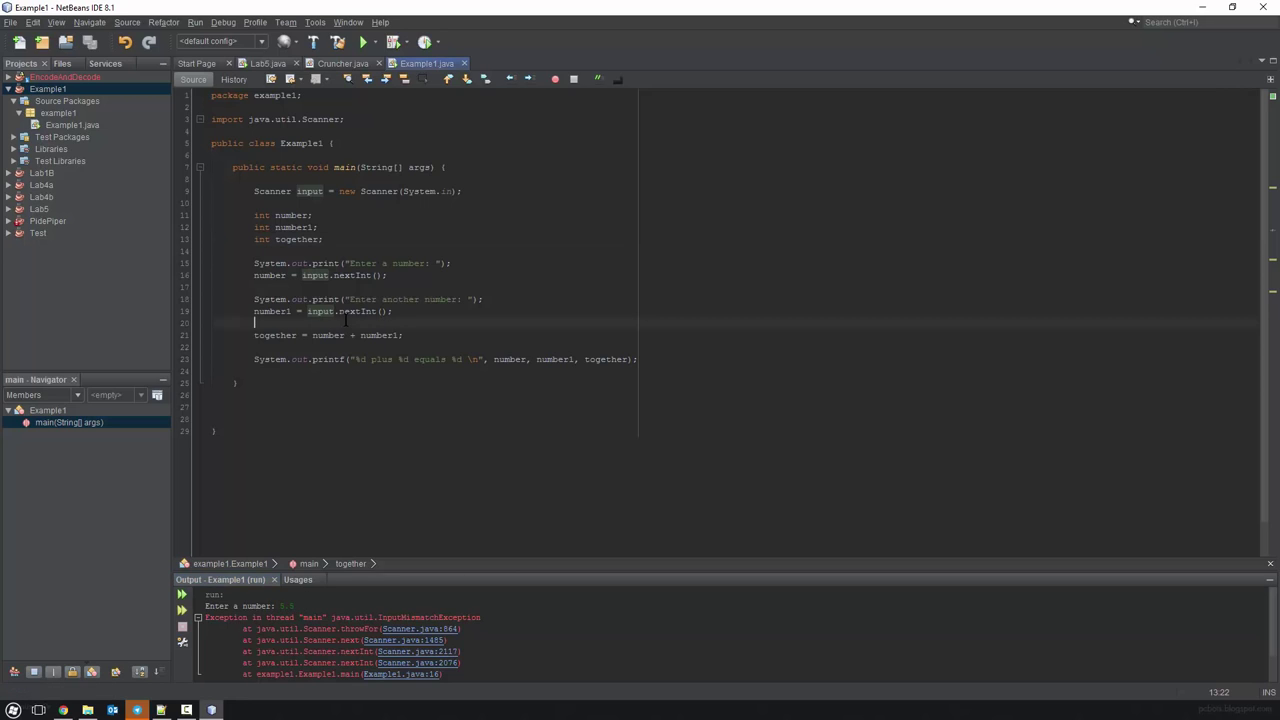 Example1 - NetBeans IDE 8.1
File Edit View Navigate Source Refactor Run Debug Profile Team Tools Window Help
Search (Ctrl+I)
<default config>
Projects Files Services
Start Page Lab5.java Cruncher.java Example1.java
Source History
EncodeAndDecode
Example1
Source Packages
example1
Example1.java
Test Packages
Libraries
Test Libraries
Lab1B
Lab4a
Lab4b
Lab5
PidePiper
Test
main - Navigator
Members <empty>
Example1
main(String[] args)
1 package example1;
2
3 import java.util.Scanner;
4
5 public class Example1 {
6
7 public static void main(String[] args) {
8
9 Scanner input = new Scanner(System.in);
10
11 int number;
12 int number1;
13 int together;
14
15 System.out.print("Enter a number: ");
16 number = input.nextInt();
17
18 System.out.print("Enter another number: ");
19 number1 = input.nextInt();
20
21 together = number + number1;
22
23 System.out.printf("%d plus %d equals %d \n", number, number1, together);
24
25 }
26
27
28
29 }
example1.Example1 main together
Output - Example1 (run) Usages
run:
Enter a number: 5.5
Exception in thread "main" java.util.InputMismatchException
at java.util.Scanner.throwFor(Scanner.java:864)
at java.util.Scanner.next(Scanner.java:1485)
at java.util.Scanner.nextInt(Scanner.java:2117)
at java.util.Scanner.nextInt(Scanner.java:2076)
at example1.Example1.main(Example1.java:16)
13:22 INS